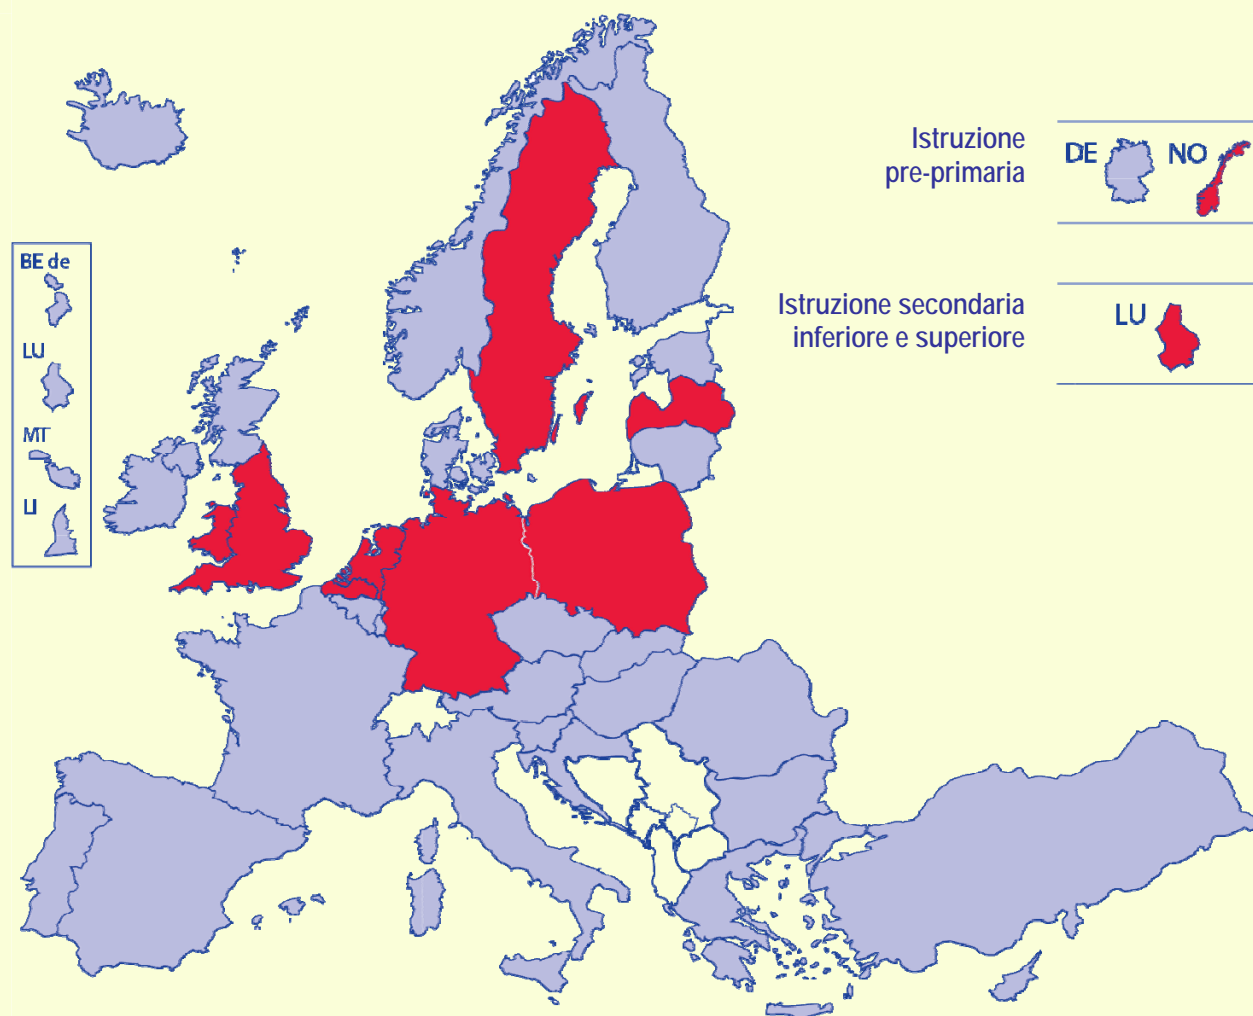 Istruzione
pre-primaria
DE NO
Istruzione secondaria
inferiore e superiore
LU
BE de
LU
MT
LI